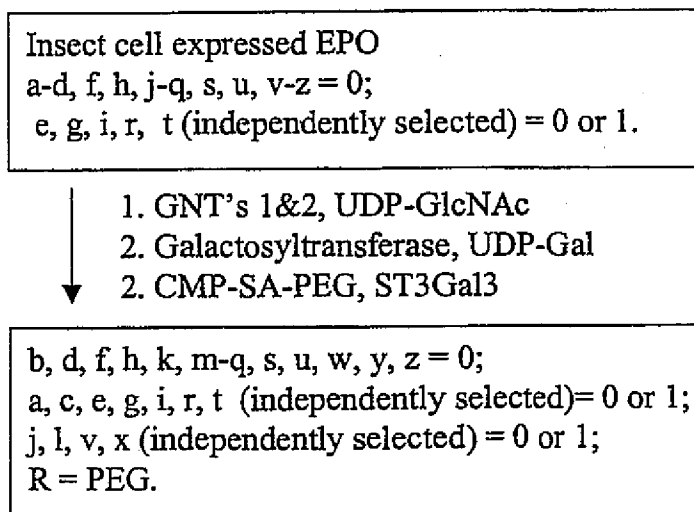 Insect cell expressed EPO
a-d, f, h, j-q, s, u, v-z = 0;
e, g, i, r, t (independently selected) = 0 or 1.
1. GNT's 1&2, UDP-GlcNAc
2. Galactosyltransferase, UDP-Gal
2. CMP-SA-PEG, ST3Gal3
b, d, f, h, k, m-q, s, u, w, y, z = 0;
a, c, e, g, i, r, t (independently selected)= 0 or 1;
j, l, v, x (independently selected) = 0 or 1;
R = PEG.